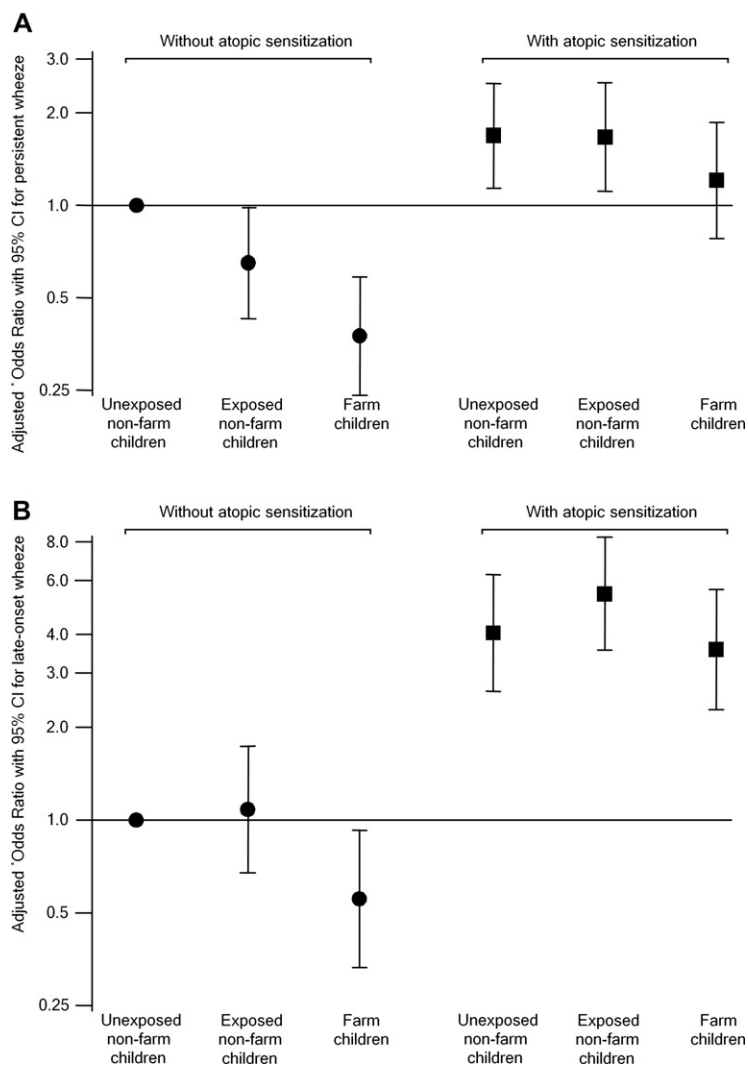 A
Without atopic sensitization
With atopic sensitization
Adjusted *Odds Ratio with 95% CI for persistent wheeze
3.0
2.0
1.0
0.5
0.25
Unexposed
non-farm
children
Exposed
non-farm
children
Farm
children
Unexposed
non-farm
children
Exposed
non-farm
children
Farm
children
B
Without atopic sensitization
With atopic sensitization
Adjusted *Odds Ratio with 95% CI for late-onset wheeze
8.0
6.0
4.0
3.0
2.0
1.0
0.5
0.25
Unexposed
non-farm
children
Exposed
non-farm
children
Farm
children
Unexposed
non-farm
children
Exposed
non-farm
children
Farm
children